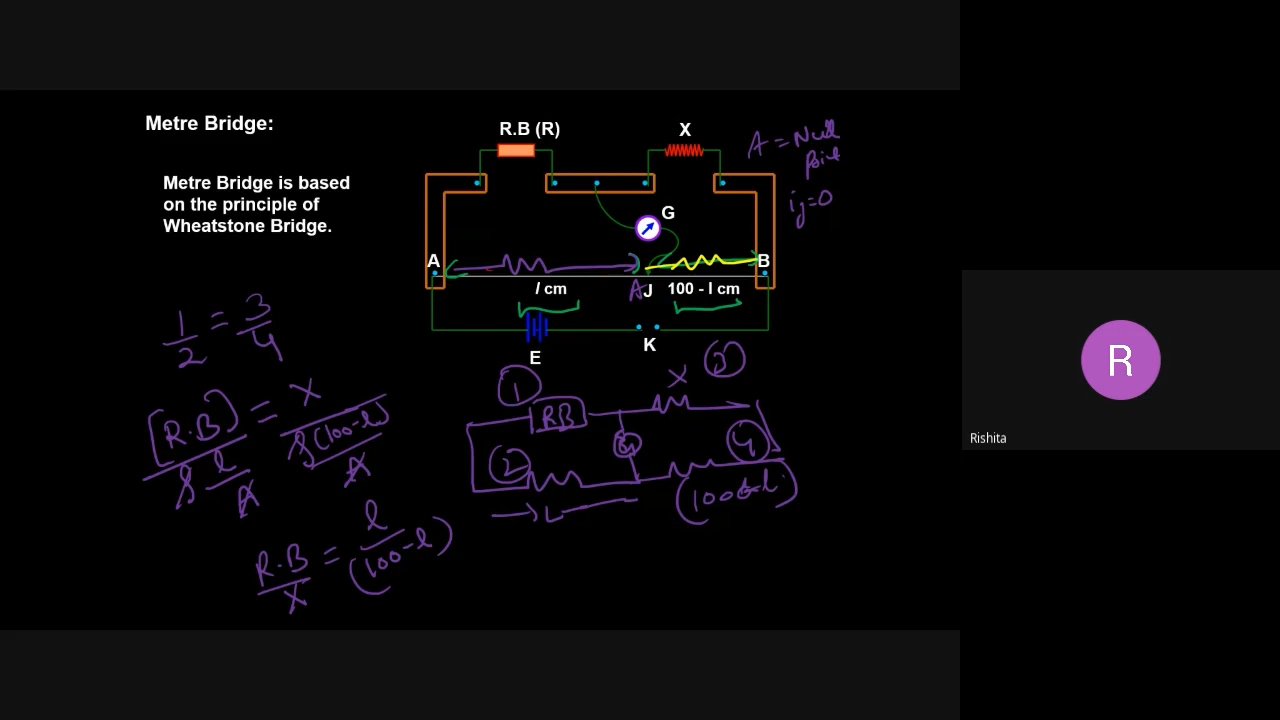 Metre Bridge:
Metre Bridge is based
on the principle of
Wheatstone Bridge.
R.B (R)
X
G
A
B
J
l cm
100 - l cm
E
K
A = Null
point
ig=0
A
1/2 = 3/4
[R.B]/(ρ l/A) = X/(ρ(100-l)/A)
R.B/X = l/(100-l)
1
RB
X
3
2
G
4
L
(100-l)
R
Rishita